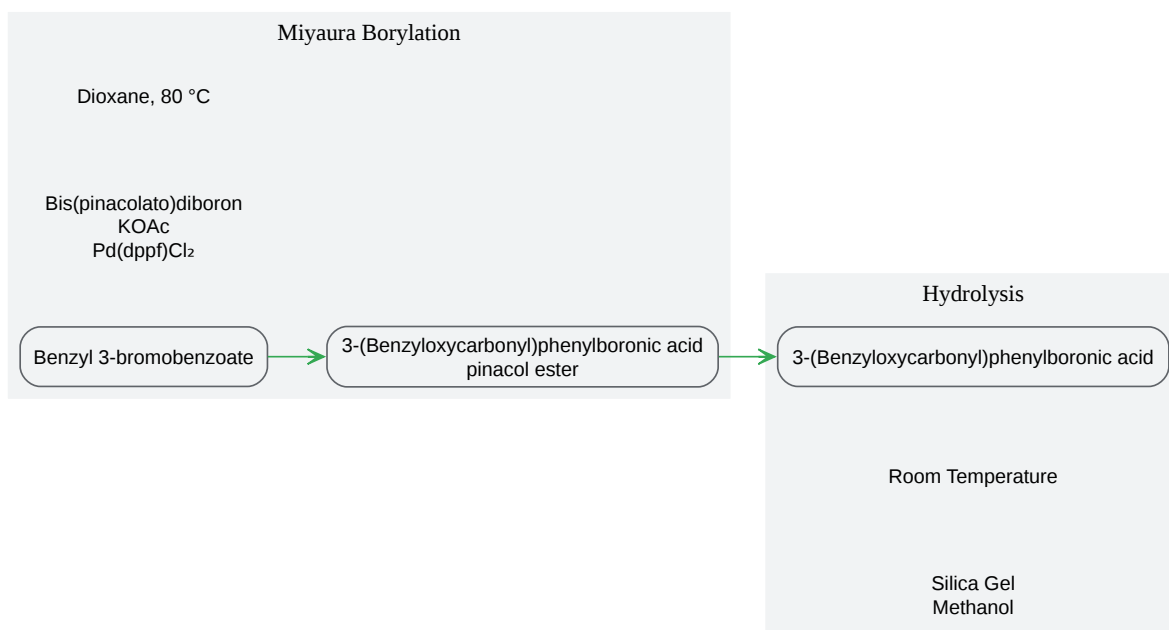 Miyaura Borylation
Dioxane, 80 °C
Bis(pinacolato)diboron
KOAc
Pd(dppf)Cl₂
Benzyl 3-bromobenzoate
3-(Benzyloxycarbonyl)phenylboronic acid
pinacol ester
Hydrolysis
3-(Benzyloxycarbonyl)phenylboronic acid
Room Temperature
Silica Gel
Methanol